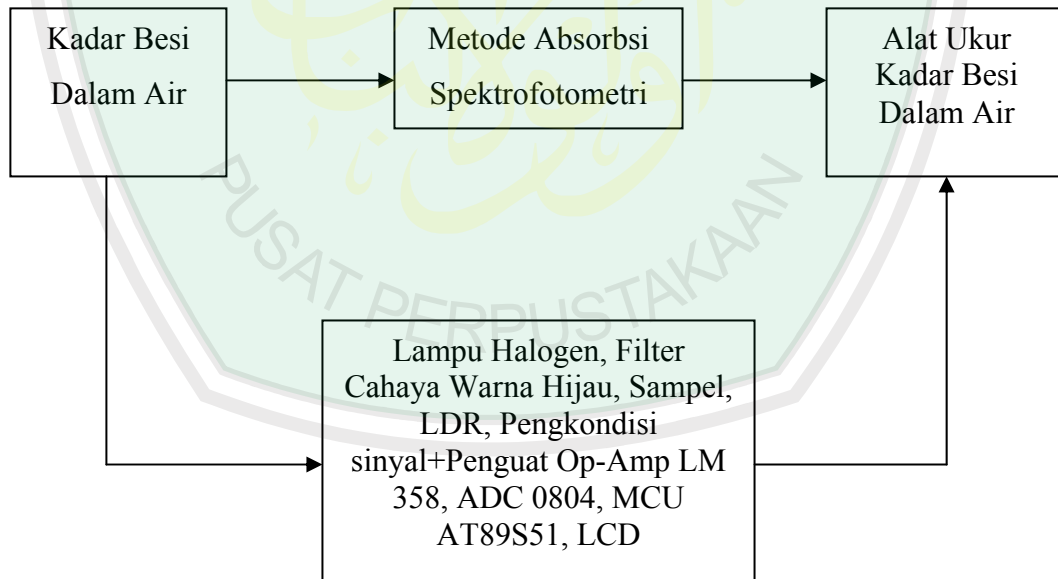 Kadar Besi
Dalam Air
Metode Absorbsi
Spektrofotometri
Alat Ukur
Kadar Besi
Dalam Air
PUSAT PERPUSTAKAAN
Lampu Halogen, Filter
Cahaya Warna Hijau, Sampel,
LDR, Pengkondisi
sinyal+Penguat Op-Amp LM
358, ADC 0804, MCU
AT89S51, LCD